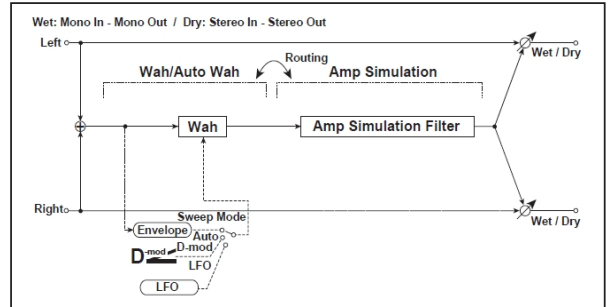 Wet: Mono In - Mono Out / Dry: Stereo In - Stereo Out
Left
Wet / Dry
Routing
Wah/Auto Wah
Amp Simulation
Wah
Amp Simulation Filter
Right
Wet / Dry
Sweep Mode
Envelope
Auto
D-mod
D-mod
LFO
LFO